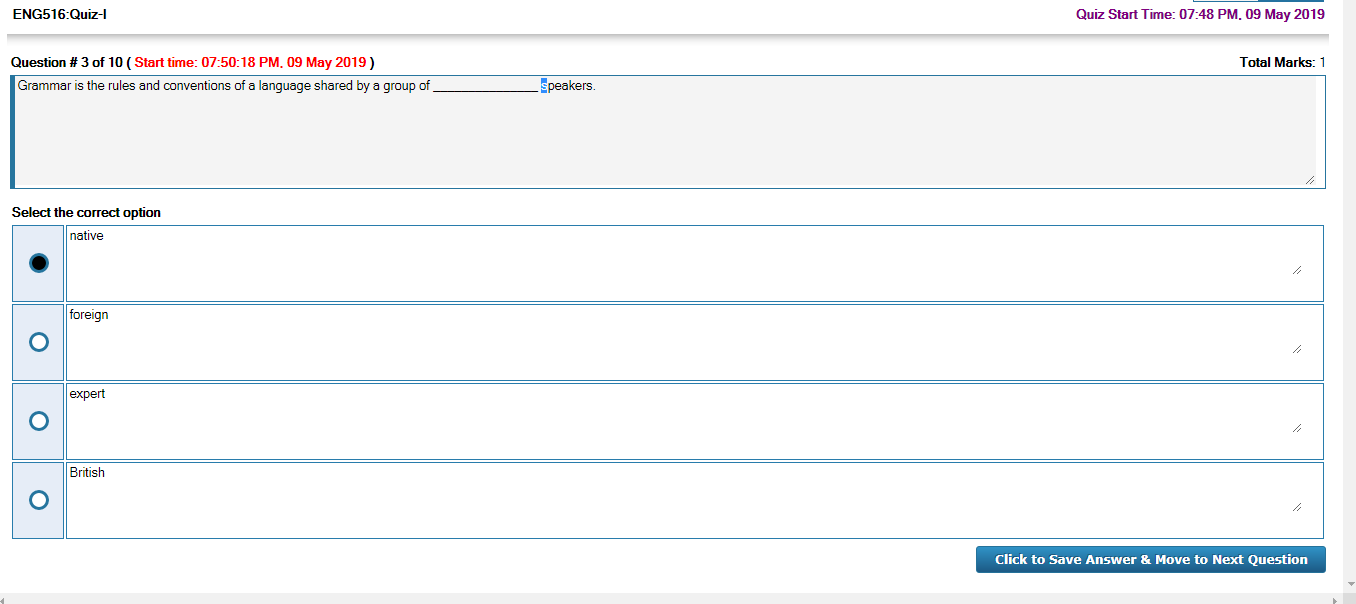 ENG516:Quiz-I
Quiz Start Time: 07:48 PM, 09 May 2019
Question # 3 of 10 ( Start time: 07:50:18 PM, 09 May 2019 )
Total Marks: 1
Grammar is the rules and conventions of a language shared by a group of ________________ speakers.
Select the correct option
native
foreign
expert
British
Click to Save Answer & Move to Next Question